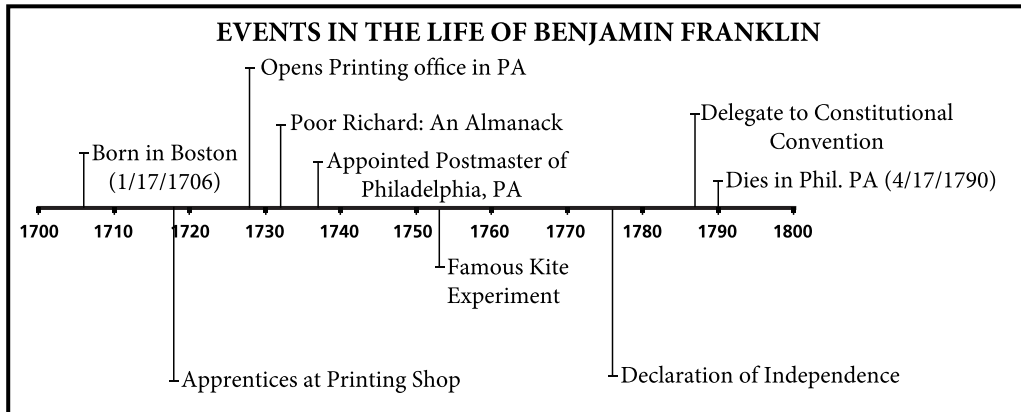 EVENTS IN THE LIFE OF BENJAMIN FRANKLIN
Opens Printing office in PA
Poor Richard: An Almanack
Delegate to Constitutional
Convention
Born in Boston
(1/17/1706)
Appointed Postmaster of
Philadelphia, PA
Dies in Phil. PA (4/17/1790)
1700 1710 1720 1730 1740 1750 1760 1770 1780 1790 1800
Famous Kite
Experiment
Apprentices at Printing Shop
Declaration of Independence